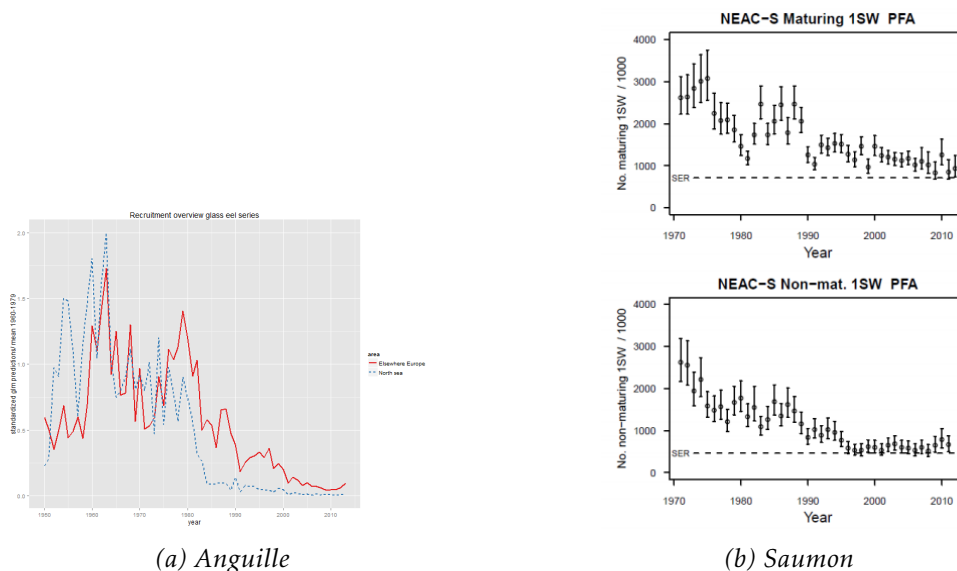 Recruitment overview glass eel series
standardized glm predictions/ mean 1960-1979
2.0
1.5
1.0
0.5
0.0
1950
1960
1970
1980
1990
2000
2010
year
area
Elsewhere Europe
North sea
(a) Anguille
NEAC−S Maturing 1SW PFA
No. maturing 1SW / 1000
4000
3000
2000
1000
0
SER
1970
1980
1990
2000
2010
Year
NEAC−S Non−mat. 1SW PFA
No. non−maturing 1SW / 1000
4000
3000
2000
1000
0
SER
1970
1980
1990
2000
2010
Year
(b) Saumon